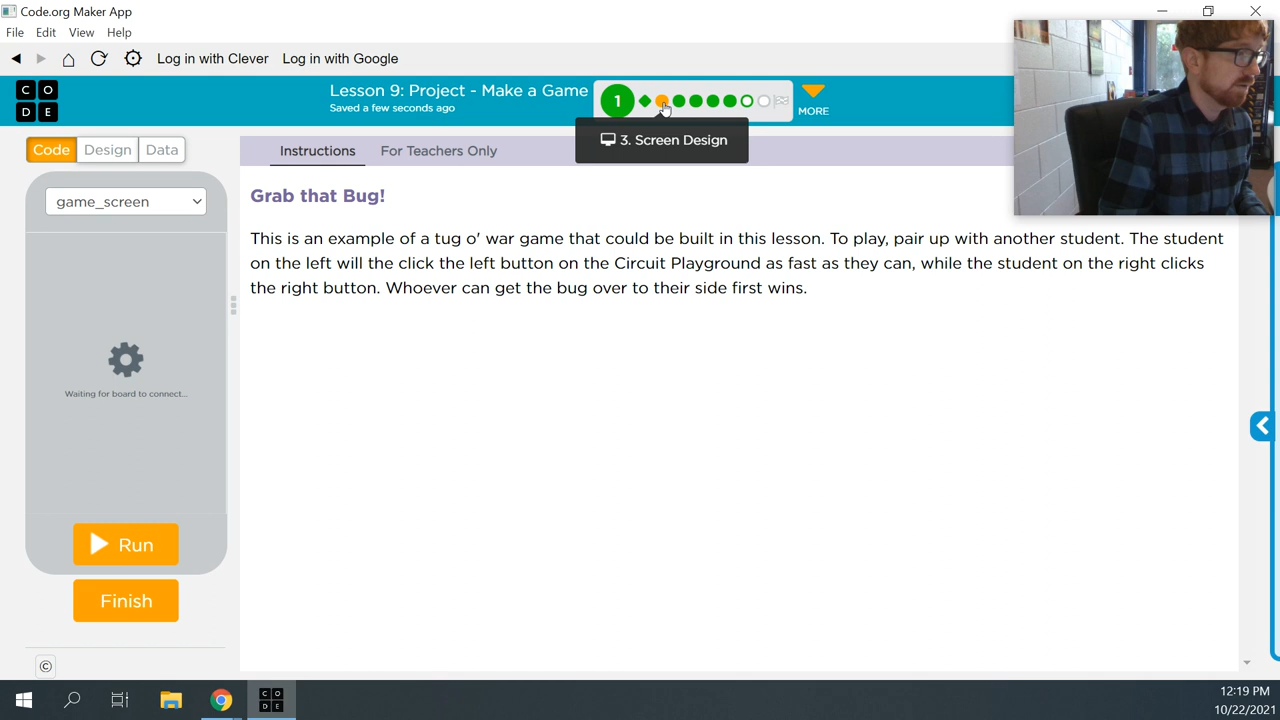 Code.org Maker App
File Edit View Help
Log in with Clever Log in with Google
CO
DE
Lesson 9: Project - Make a Game
Saved a few seconds ago
1
MORE
3. Screen Design
Code Design Data
Instructions For Teachers Only
game_screen
Grab that Bug!
This is an example of a tug o' war game that could be built in this lesson. To play, pair up with another student. The student
on the left will the click the left button on the Circuit Playground as fast as they can, while the student on the right clicks
the right button. Whoever can get the bug over to their side first wins.
Waiting for board to connect...
Run
Finish
©
CO
DE
12:19 PM
10/22/2021